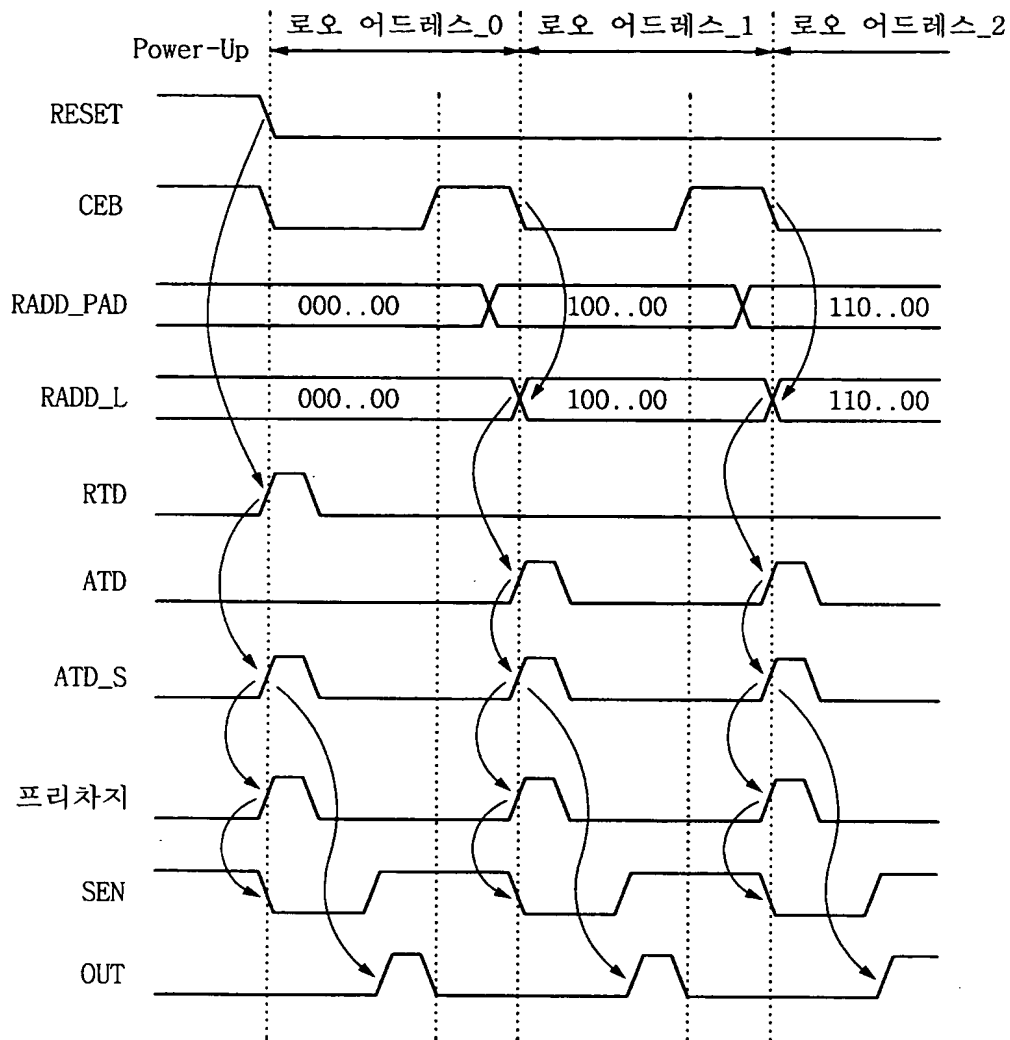 로오 어드레스_0 로오 어드레스_1 로오 어드레스_2
Power-Up
RESET
CEB
RADD_PAD 000..00 100..00 110..00
RADD_L 000..00 100..00 110..00
RTD
ATD
ATD_S
프리차지
SEN
OUT